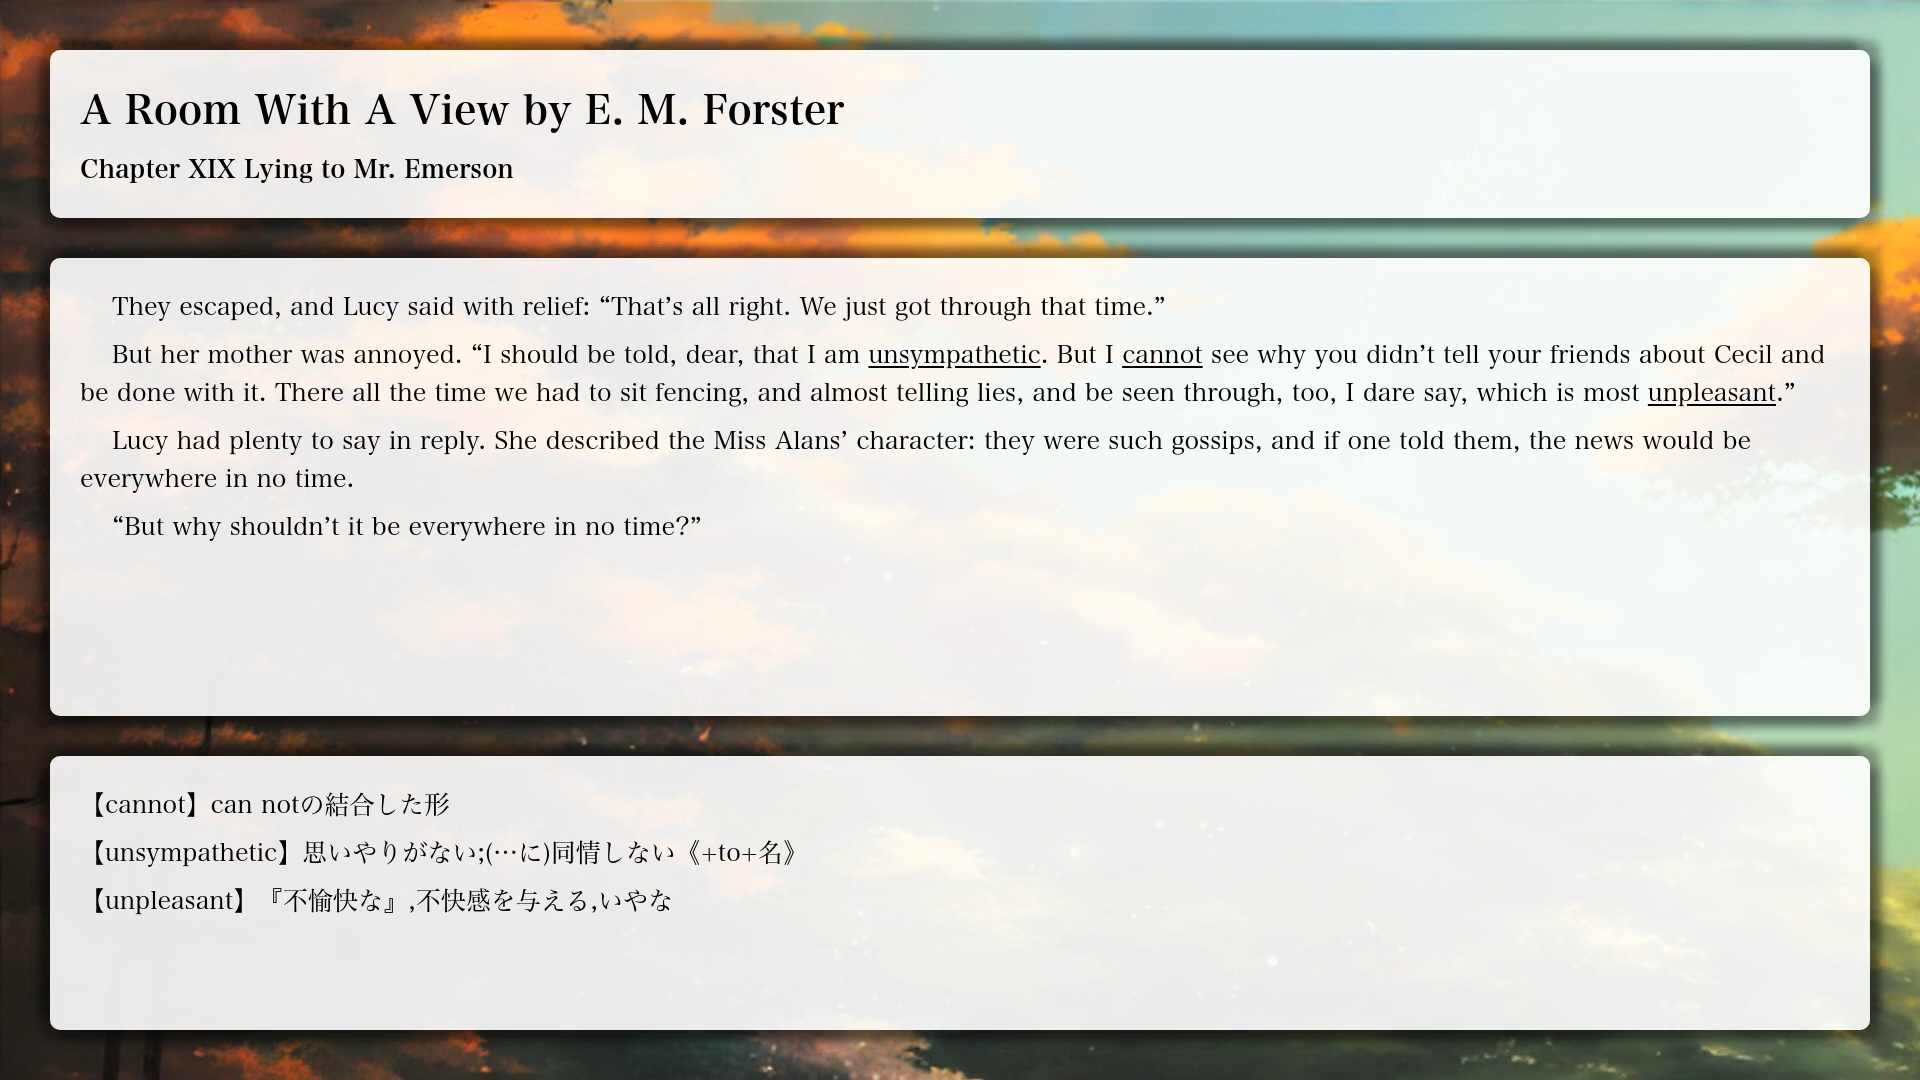 A Room With A View by E. M. Forster
Chapter XIX Lying to Mr. Emerson
They escaped, and Lucy said with relief: “That’s all right. We just got through that time.”
But her mother was annoyed. “I should be told, dear, that I am unsympathetic. But I cannot see why you didn’t tell your friends about Cecil and
be done with it. There all the time we had to sit fencing, and almost telling lies, and be seen through, too, I dare say, which is most unpleasant.”
Lucy had plenty to say in reply. She described the Miss Alans’ character: they were such gossips, and if one told them, the news would be
everywhere in no time.
“But why shouldn’t it be everywhere in no time?”
【cannot】can notの結合した形
【unsympathetic】思いやりがない;(…に)同情しない《+to+名》
【unpleasant】『不愉快な』,不快感を与える,いやな